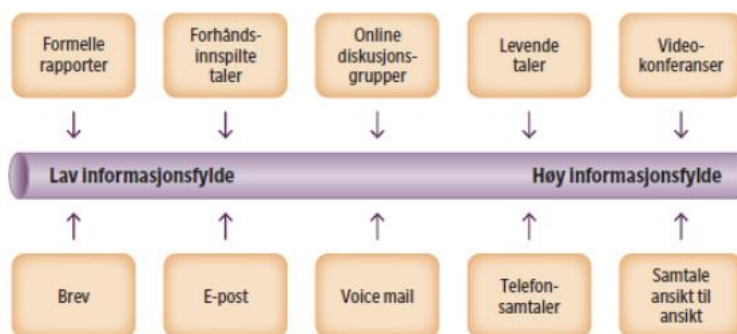 Formelle
rapporter
Forhånds-
innspilte
taler
Online
diskusjons-
grupper
Levende
taler
Video-
konferanser
Lav informasjonsfylde
Høy informasjonsfylde
Brev
E-post
Voice mail
Telefon-
samtaler
Samtale
ansikt til
ansikt